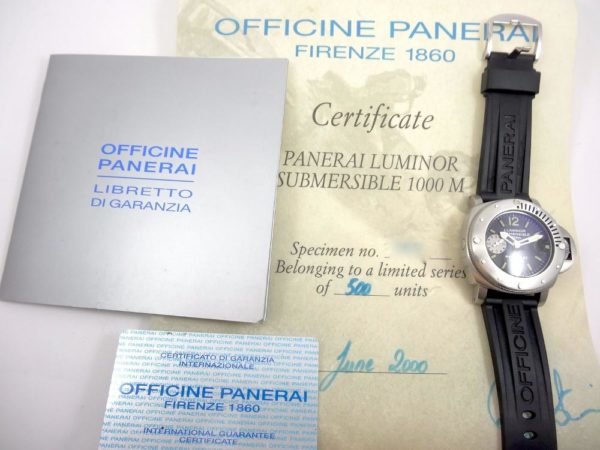 OFFICINE PANERAI
FIRENZE 1860
Certificate
PANERAI LUMINOR
SUBMERSIBLE 1000 M
Specimen no.
Belonging to a limited series
of 500 units
June 2000
OFFICINE
PANERAI
LIBRETTO
DI GARANZIA
CERTIFICATO DI GARANZIA
INTERNAZIONALE
OFFICINE PANERAI
FIRENZE 1860
INTERNATIONAL GUARANTEE
CERTIFICATE
PANERAI
LUMINOR
SUBMERSIBLE
OFFICINE